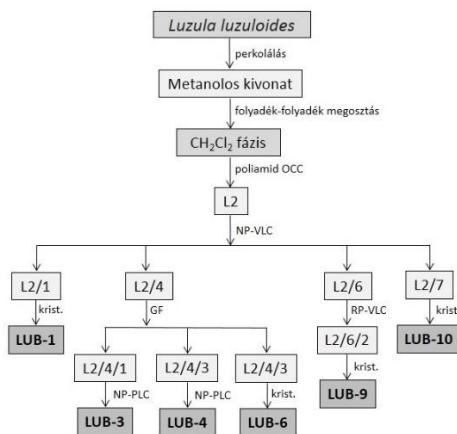 Luzula luzuloides
perkolálás
Metanolos kivonat
folyadék-folyadék megosztás
CH₂Cl₂ fázis
poliamid OCC
L2
NP-VLC
L2/1 L2/4 L2/6 L2/7
krist. GF RP-VLC krist.
LUB-1 L2/6/2 LUB-10
L2/4/1 L2/4/3 L2/4/3 krist.
NP-PLC NP-PLC krist. LUB-9
LUB-3 LUB-4 LUB-6